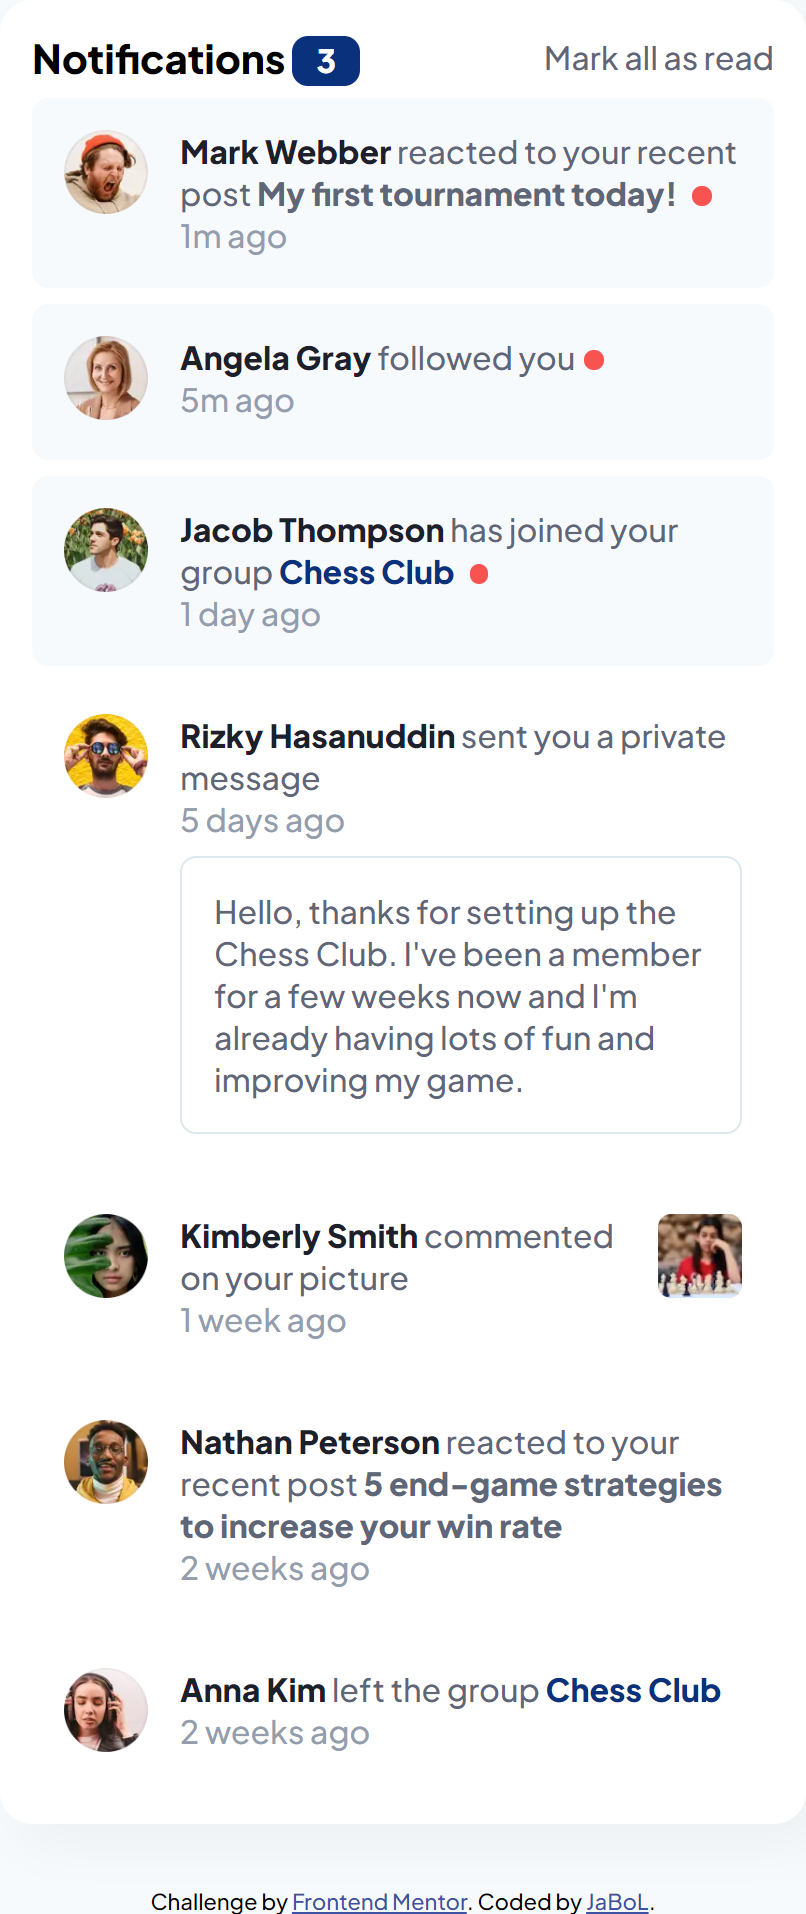 Notifications 3
Mark all as read
Mark Webber reacted to your recent
post My first tournament today!
1m ago
Angela Gray followed you
5m ago
Jacob Thompson has joined your
group Chess Club
1 day ago
Rizky Hasanuddin sent you a private
message
5 days ago
Hello, thanks for setting up the
Chess Club. I've been a member
for a few weeks now and I'm
already having lots of fun and
improving my game.
Kimberly Smith commented
on your picture
1 week ago
Nathan Peterson reacted to your
recent post 5 end-game strategies
to increase your win rate
2 weeks ago
Anna Kim left the group Chess Club
2 weeks ago
Challenge by Frontend Mentor. Coded by JaBoL.